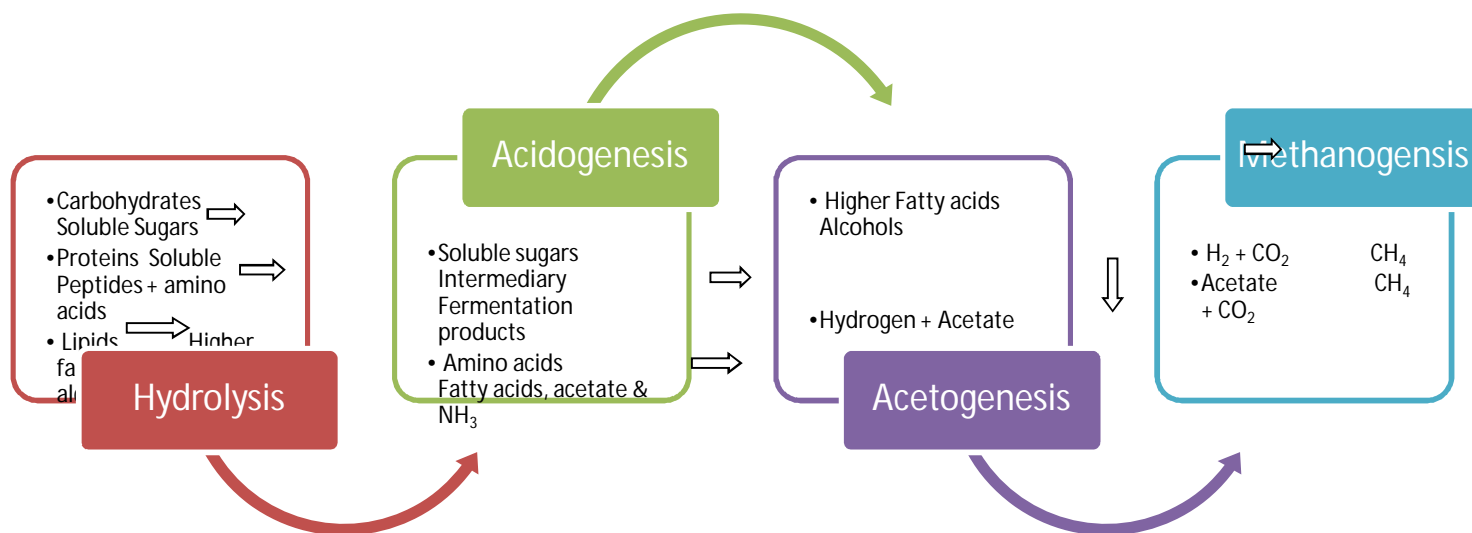 •Carbohydrates
Soluble Sugars
•Proteins Soluble
Peptides + amino
acids
• Lipids Higher
Hydrolysis
Acidogenesis
•Soluble sugars
Intermediary
Fermentation
products
• Amino acids
Fatty acids, acetate &
NH₃
• Higher Fatty acids
Alcohols
•Hydrogen + Acetate
Acetogenesis
Methanogensis
• H₂ + CO₂ CH₄
•Acetate CH₄
+ CO₂